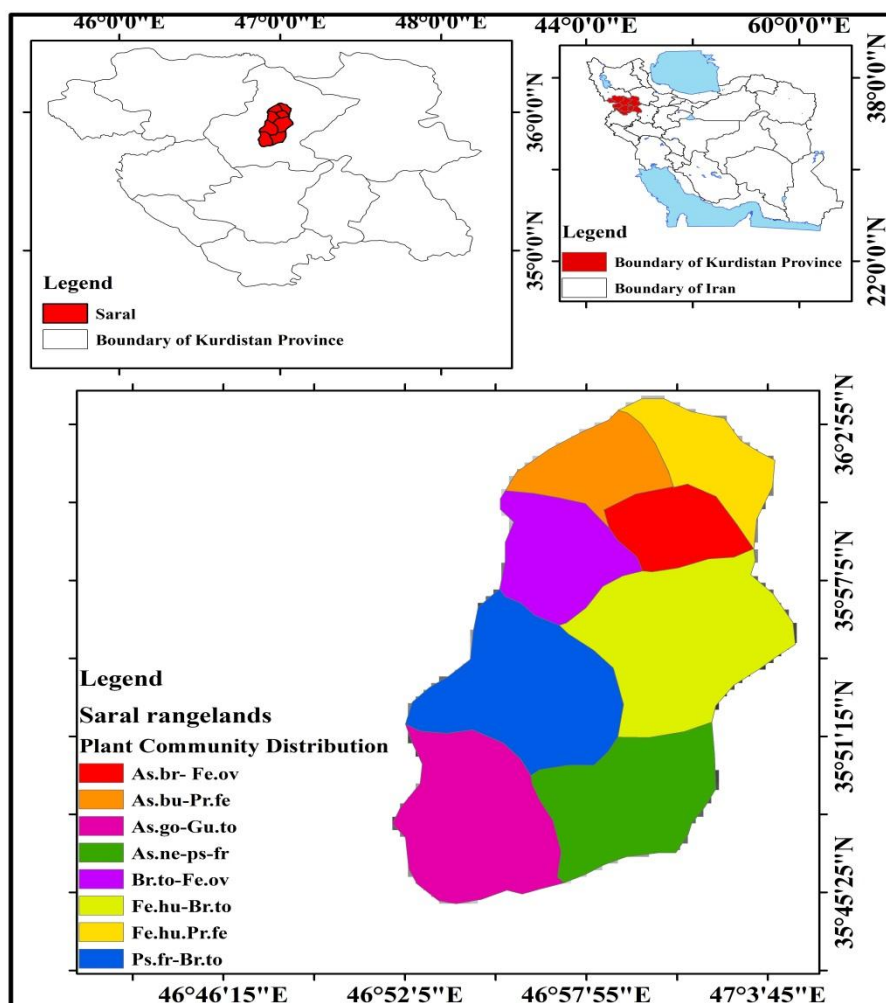 46°0'0"E 47°0'0"E 48°0'0"E
36°0'0"N
35°0'0"N
Legend
Saral
Boundary of Kurdistan Province
44°0'0"E 60°0'0"E
38°0'0"N
22°0'0"N
Legend
Boundary of Kurdistan Province
Boundary of Iran
36°2'55"N
35°57'5"N
35°51'15"N
35°45'25"N
Legend
Saral rangelands
Plant Community Distribution
As.br- Fe.ov
As.bu-Pr.fe
As.go-Gu.to
As.ne-ps-fr
Br.to-Fe.ov
Fe.hu-Br.to
Fe.hu.Pr.fe
Ps.fr-Br.to
46°46'15"E 46°52'5"E 46°57'55"E 47°3'45"E